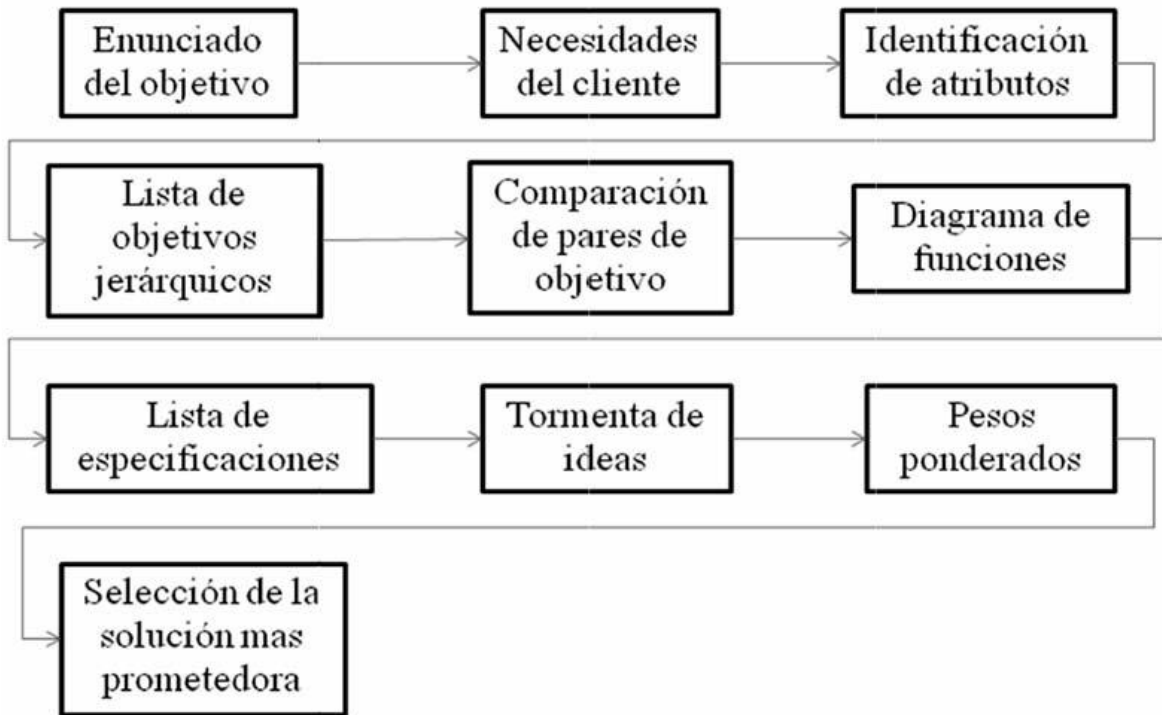 Enunciado
del objetivo
Necesidades
del cliente
Identificación
de atributos
Lista de
objetivos
jerárquicos
Comparación
de pares de
objetivo
Diagrama de
funciones
Lista de
especificaciones
Tormenta de
ideas
Pesos
ponderados
Selección de la
solución mas
prometedora